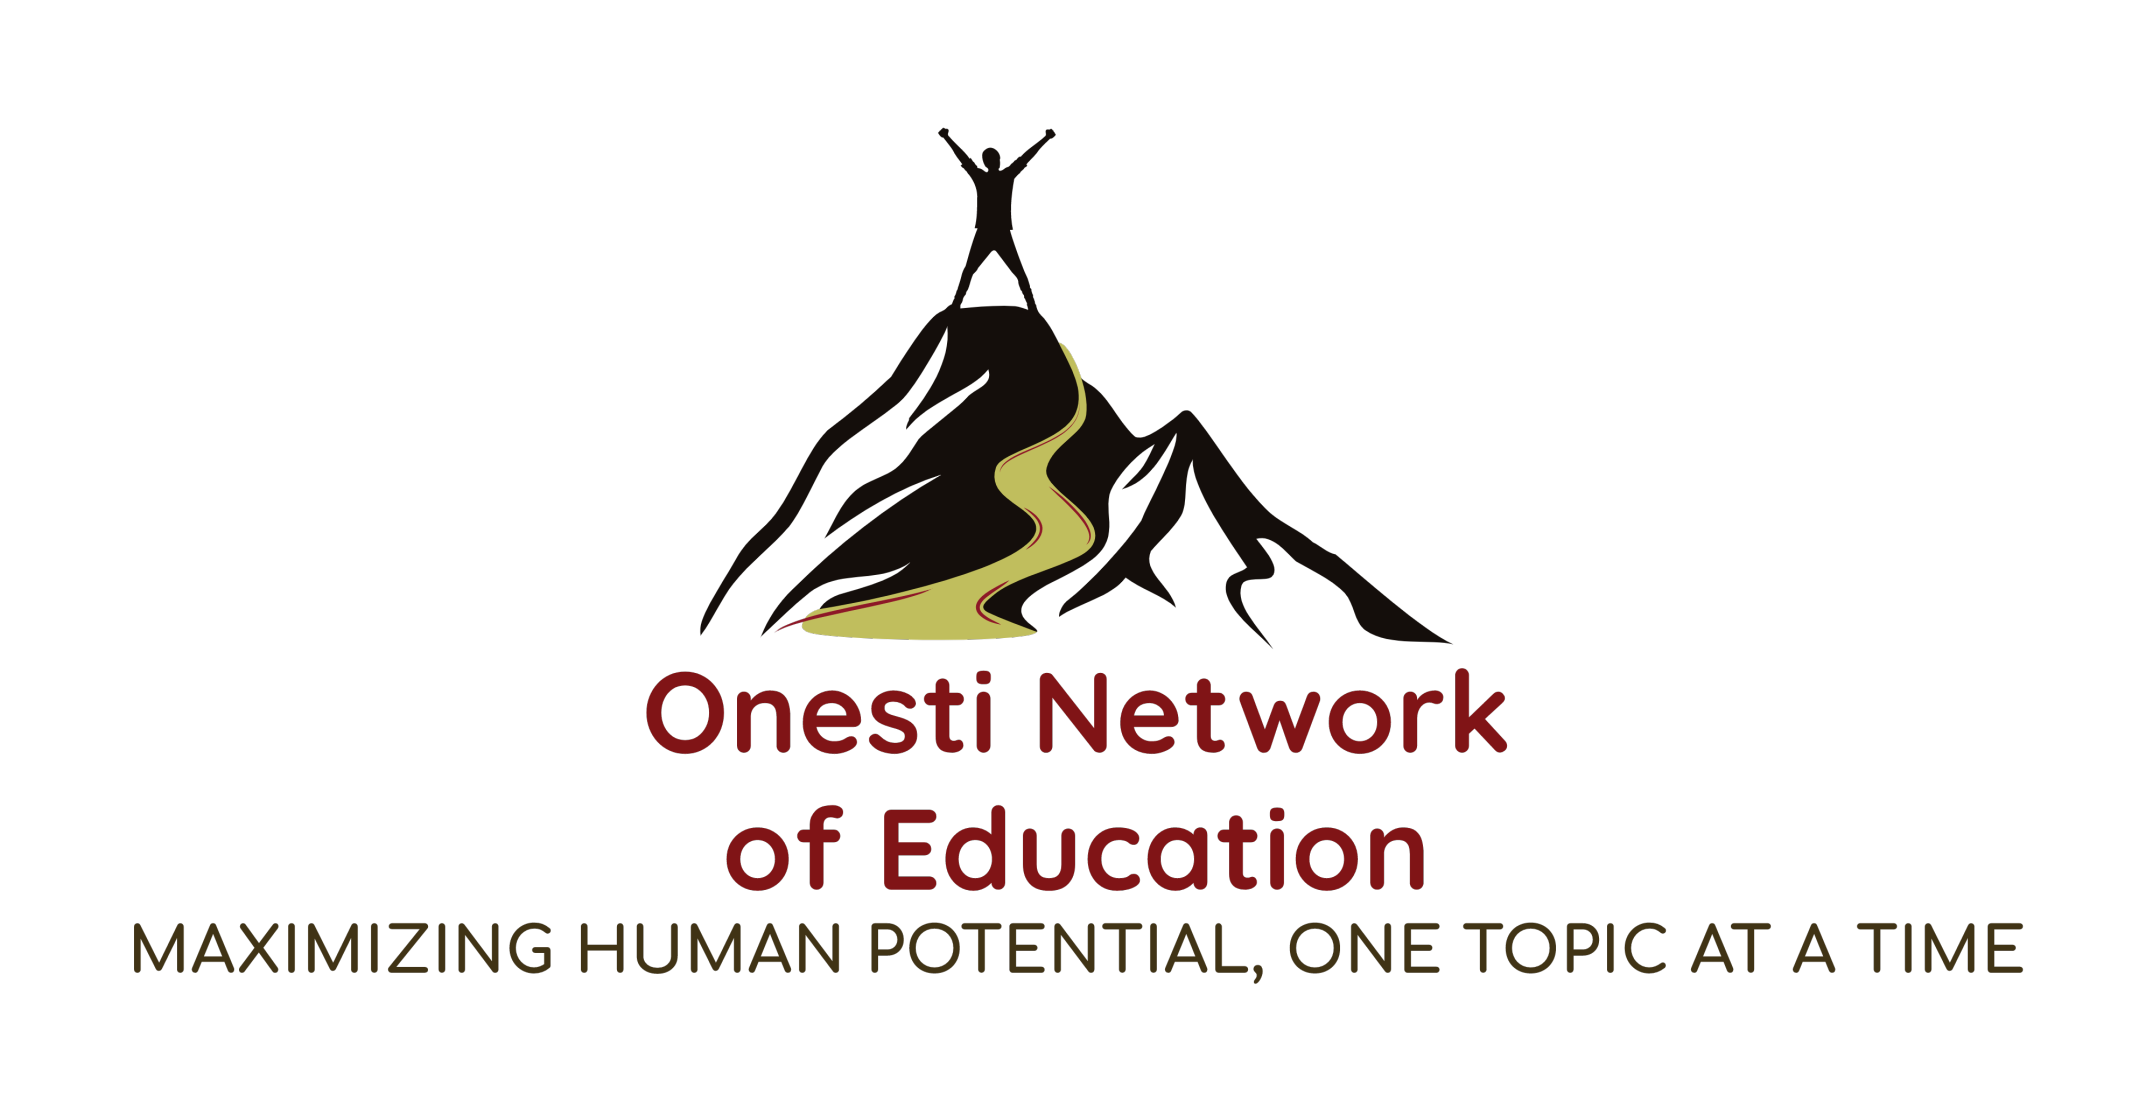 Onesti Network
of Education
MAXIMIZING HUMAN POTENTIAL, ONE TOPIC AT A TIME